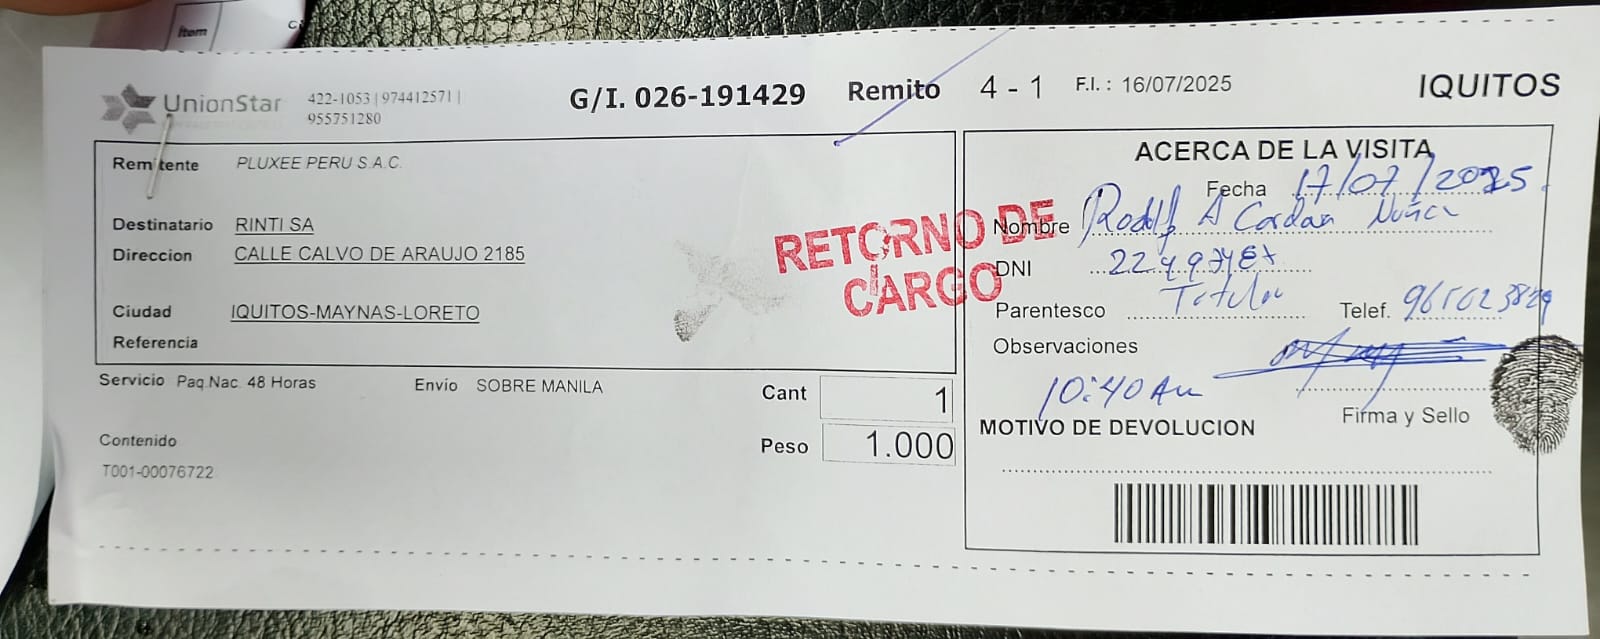 Item
UnionStar 422-1053 | 974412571 |
955751280
G/I. 026-191429 Remito 4 - 1 F.I. : 16/07/2025 IQUITOS
Remitente PLUXEE PERU S.A.C.
Destinatario RINTI SA
Direccion CALLE CALVO DE ARAUJO 2185
Ciudad IQUITOS-MAYNAS-LORETO
Referencia
RETORNO DE
CARGO
Servicio Paq.Nac. 48 Horas Envío SOBRE MANILA
Cant 1
Peso 1.000
Contenido
T001-00076722
ACERCA DE LA VISITA
Fecha 17/07/2025
Nombre A
DNI
Parentesco Titular
Telef.
Observaciones
10:40 Am
Firma y Sello
MOTIVO DE DEVOLUCION